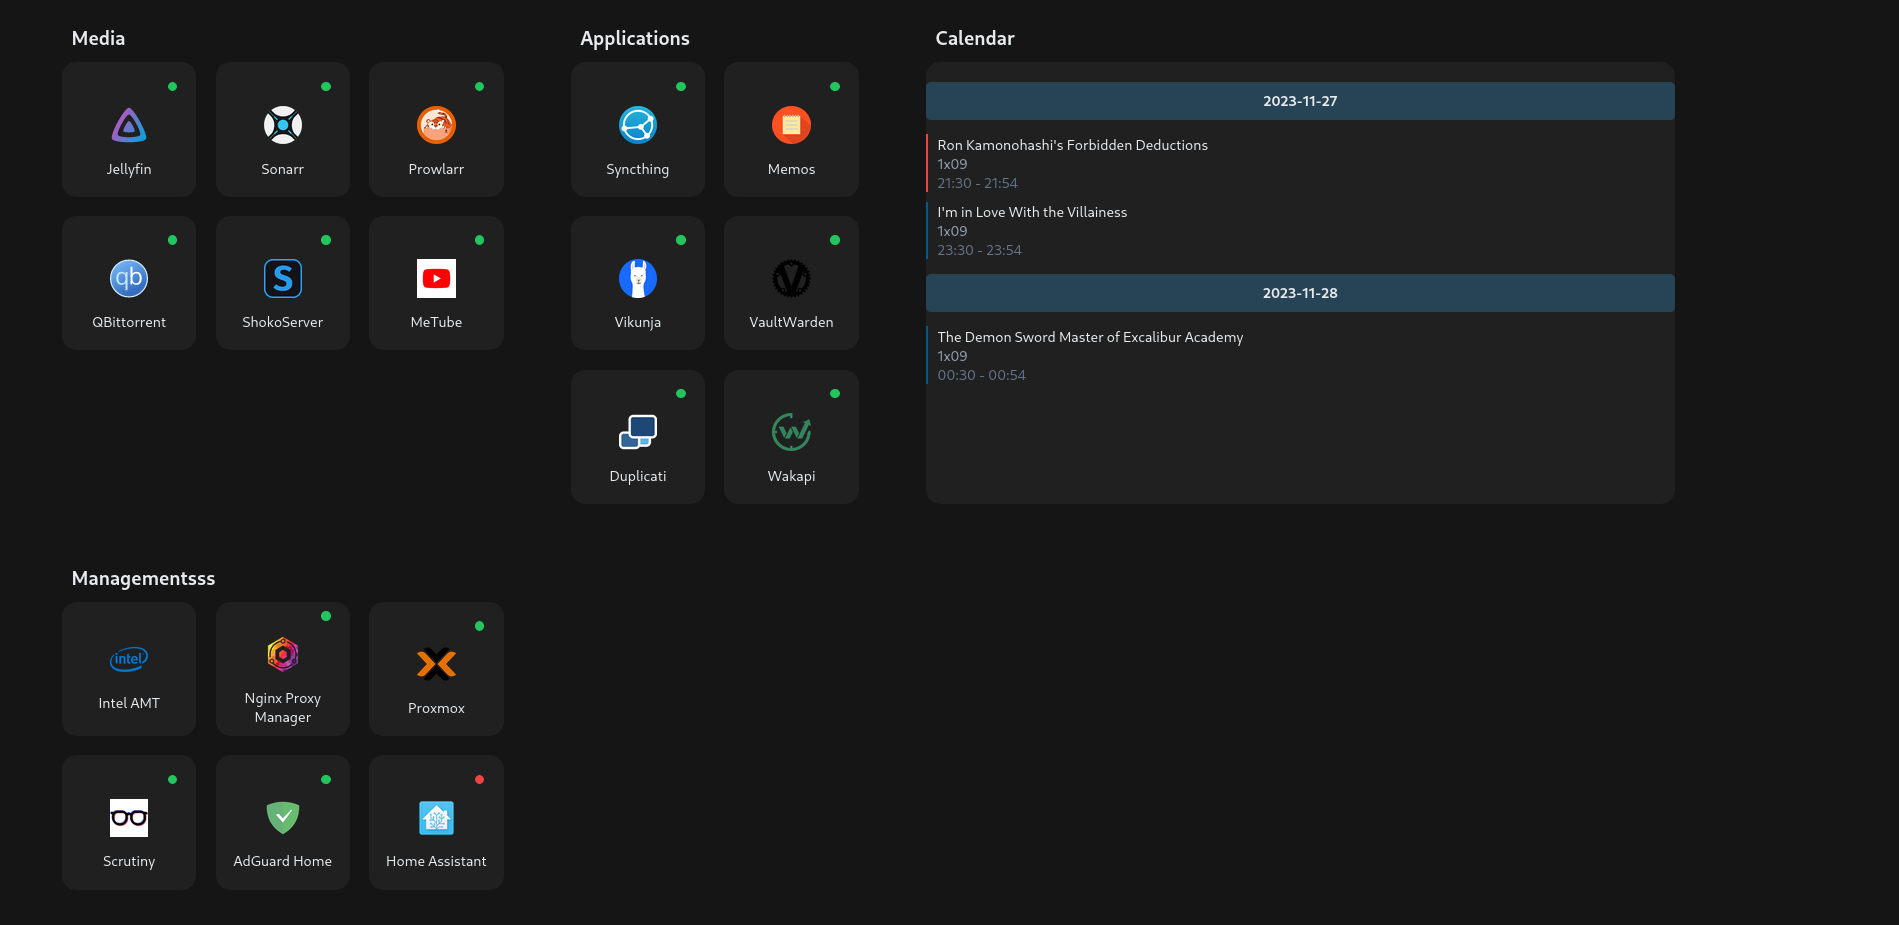 Media
Jellyfin
Sonarr
Prowlarr
qb
QBittorrent
S
ShokoServer
MeTube
Applications
Syncthing
Memos
Vikunja
V
VaultWarden
Duplicati
W
Wakapi
Calendar
2023-11-27
Ron Kamonohashi's Forbidden Deductions
1x09
21:30 - 21:54
I'm in Love With the Villainess
1x09
23:30 - 23:54
2023-11-28
The Demon Sword Master of Excalibur Academy
1x09
00:30 - 00:54
Managementsss
intel
Intel AMT
Nginx Proxy
Manager
Proxmox
Scrutiny
AdGuard Home
Home Assistant